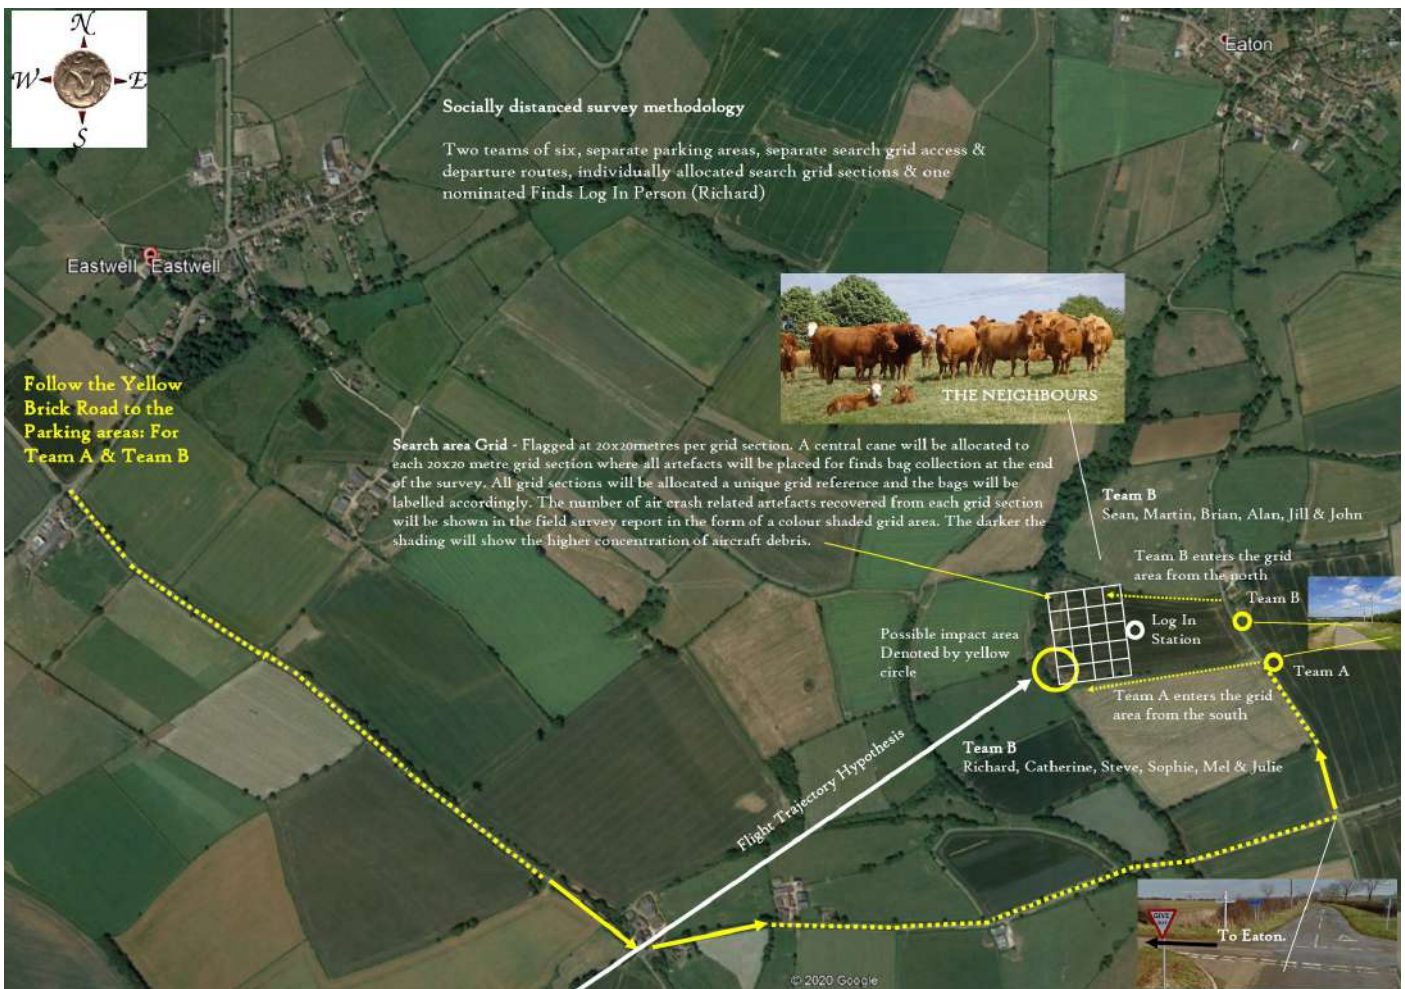 N
W E
S
Eaton
Socially distanced survey methodology
Two teams of six, separate parking areas, separate search grid access &
departure routes, individually allocated search grid sections & one
nominated Finds Log In Person (Richard)
Eastwell Eastwell
Follow the Yellow
Brick Road to the
Parking areas: For
Team A & Team B
THE NEIGHBOURS
Search area Grid - Flagged at 20x20metres per grid section. A central cane will be allocated to
each 20x20 metre grid section where all artefacts will be placed for finds bag collection at the end
of the survey. All grid sections will be allocated a unique grid reference and the bags will be
labelled accordingly. The number of air crash related artefacts recovered from each grid section
will be shown in the field survey report in the form of a colour shaded grid area. The darker the
shading will show the higher concentration of aircraft debris.
Team B
Sean, Martin, Brian, Alan, Jill & John
Team B enters the grid
area from the north
Team B
Log In
Station
Possible impact area
Denoted by yellow
circle
Team A
Team A enters the grid
area from the south
Team B
Richard, Catherine, Steve, Sophie, Mel & Julie
Flight Trajectory Hypothesis
GIVE
To Eaton.
© 2020 Google